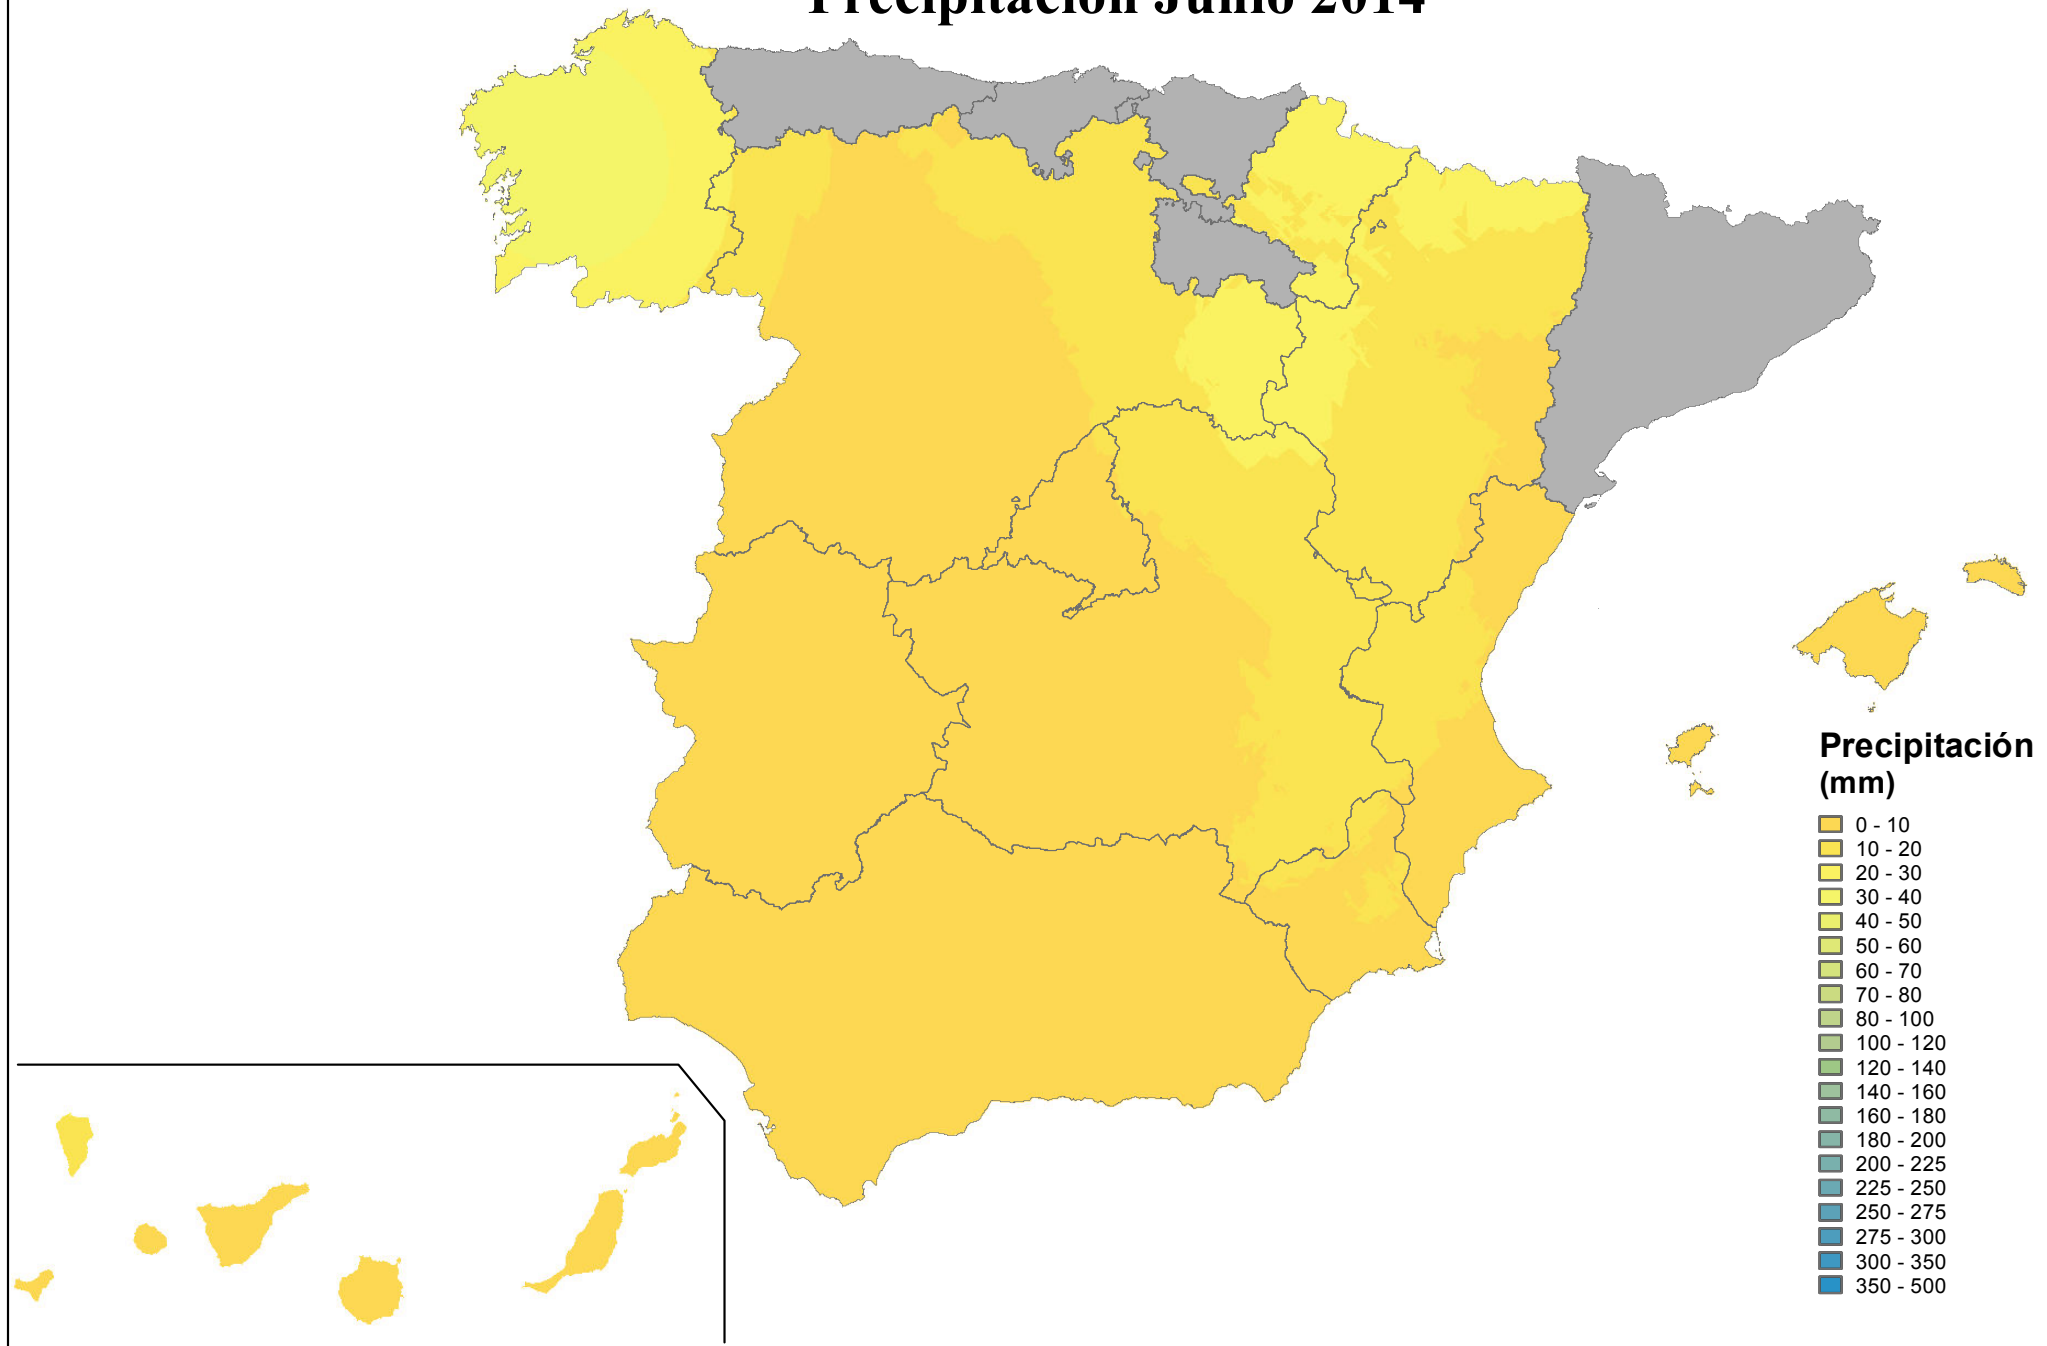 Precipitación Junio 2014
Precipitación
(mm)
0 - 10
10 - 20
20 - 30
30 - 40
40 - 50
50 - 60
60 - 70
70 - 80
80 - 100
100 - 120
120 - 140
140 - 160
160 - 180
180 - 200
200 - 225
225 - 250
250 - 275
275 - 300
300 - 350
350 - 500